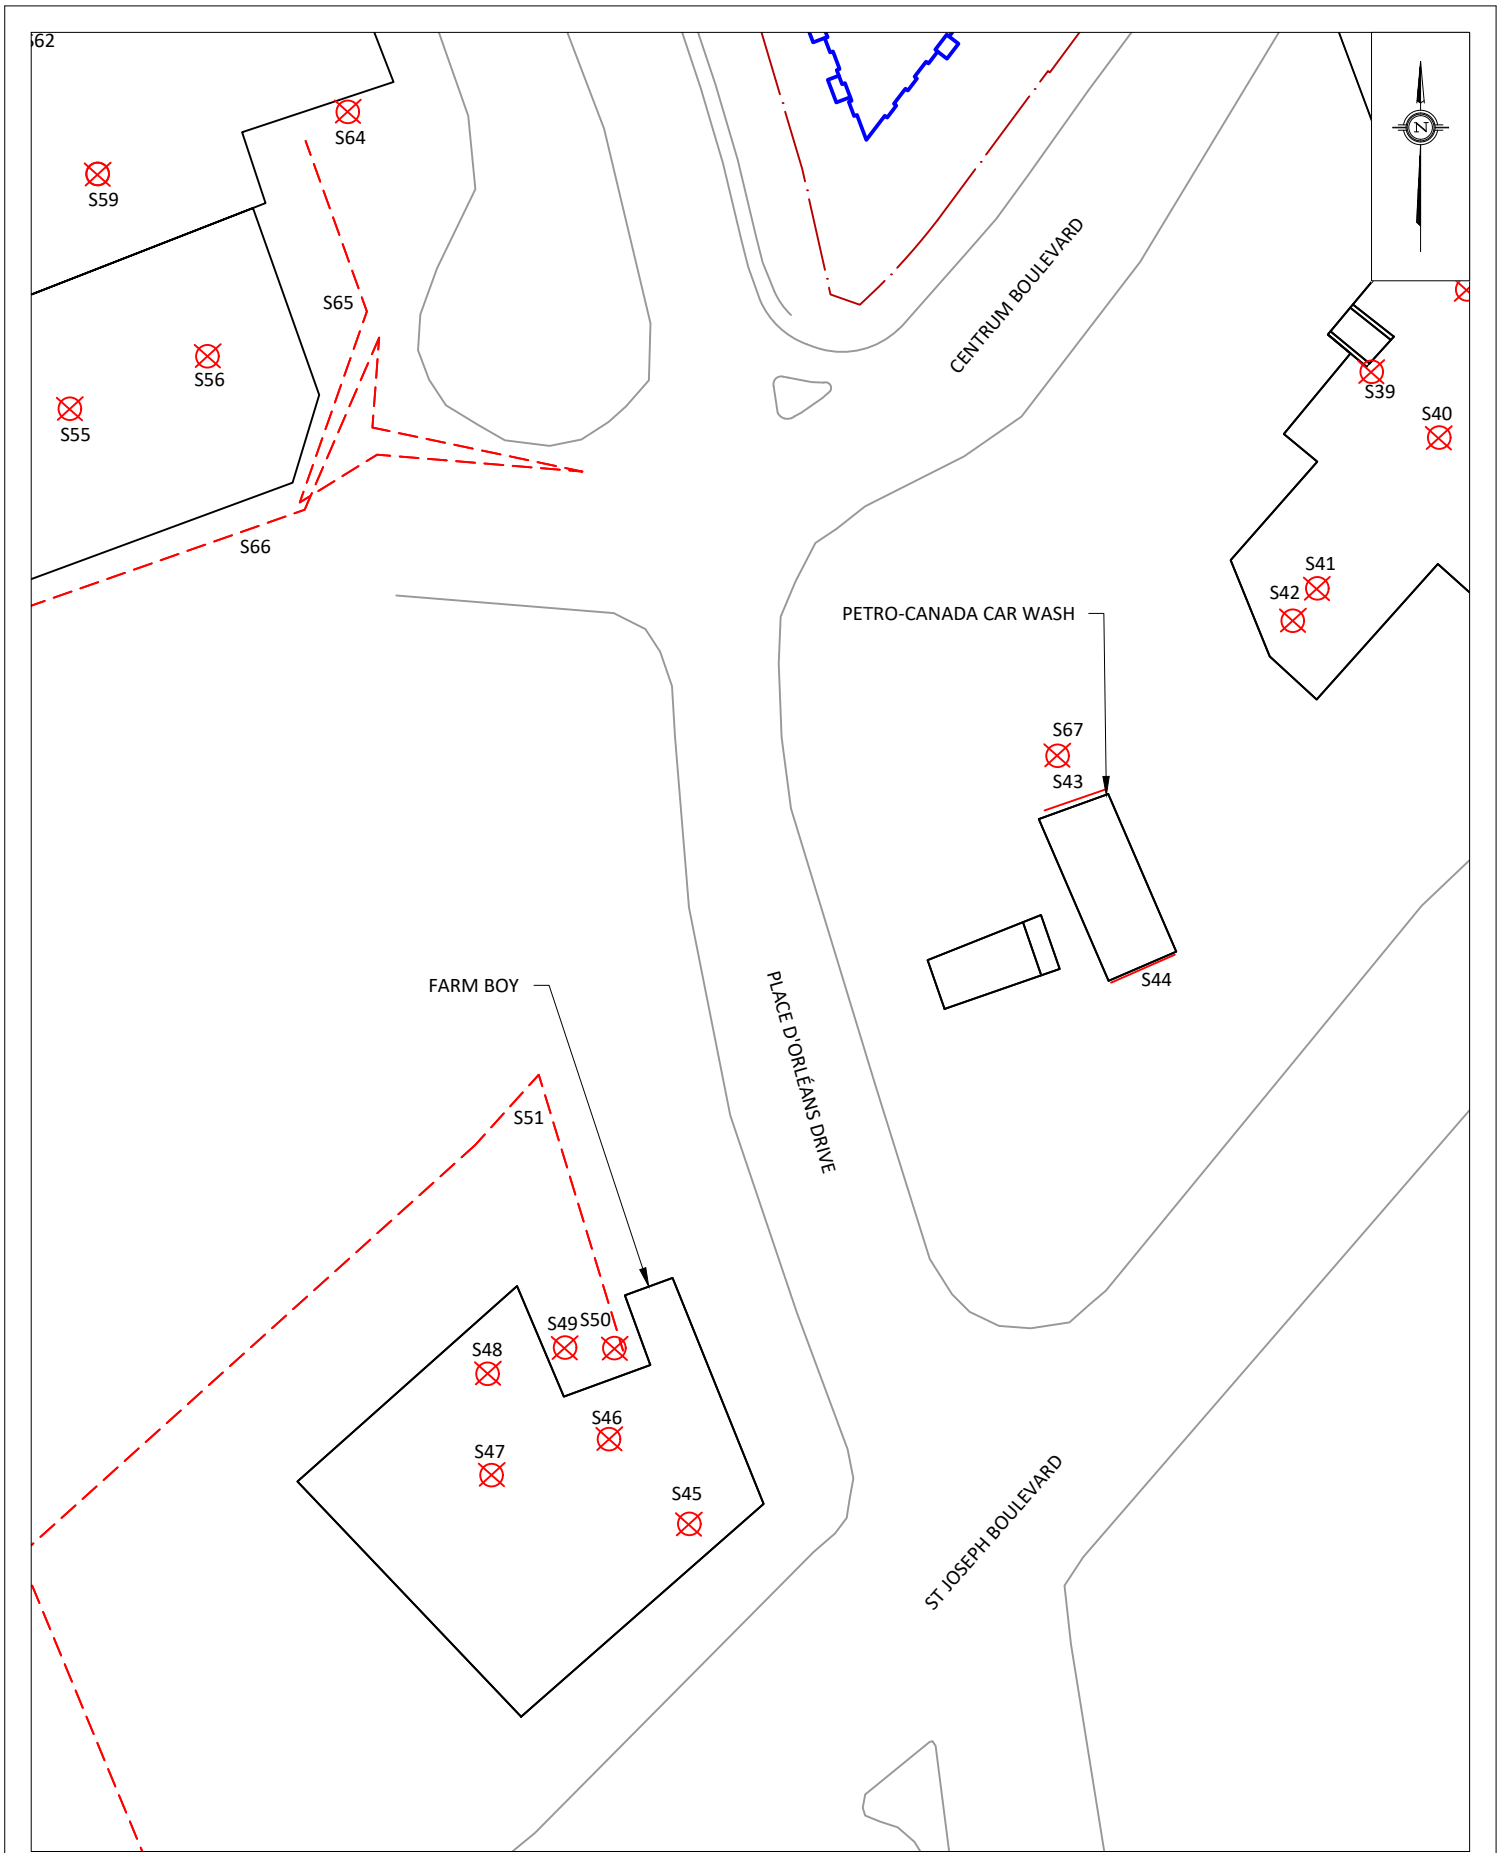 S62
S64
N
S59
CENTRUM BOULEVARD
S65
S56
S39
S55
S40
S66
S41
S42
PETRO-CANADA CAR WASH
S67
S43
FARM BOY
PLACE D'ORLÉANS DRIVE
S44
S51
S49
S50
S48
S46
S47
S45
ST JOSEPH BOULEVARD